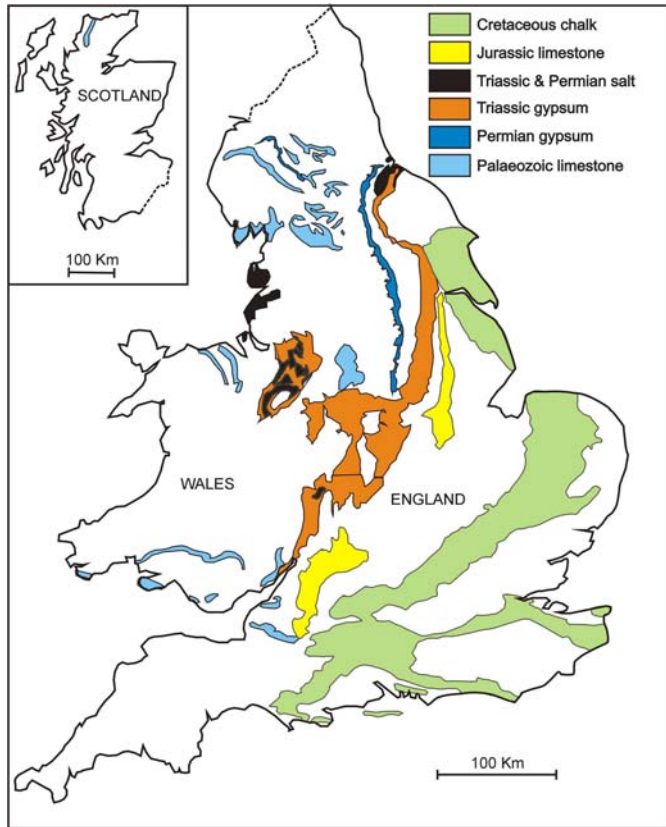 SCOTLAND
100 Km
Cretaceous chalk
Jurassic limestone
Triassic & Permian salt
Triassic gypsum
Permian gypsum
Palaeozoic limestone
WALES
ENGLAND
100 Km